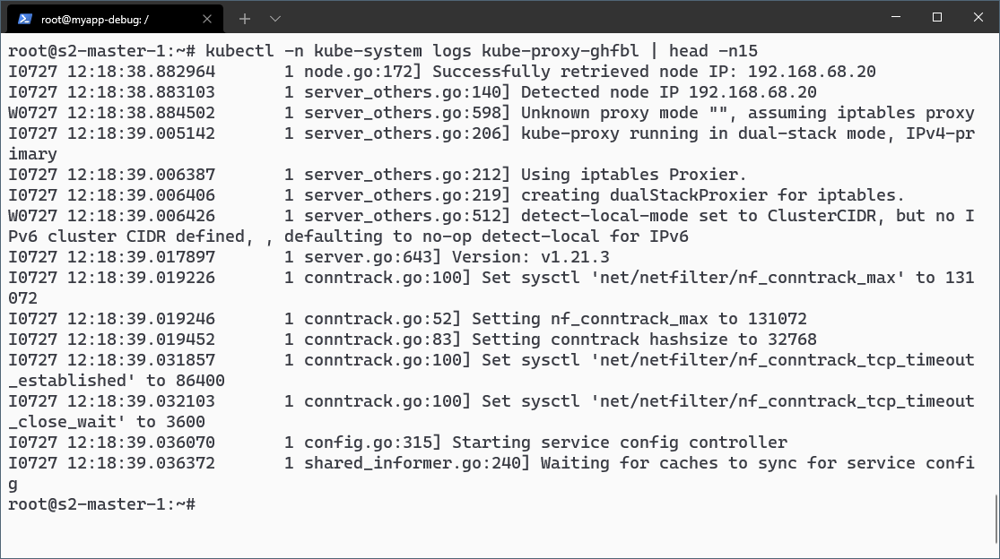 root@myapp-debug: /
root@s2-master-1:~# kubectl -n kube-system logs kube-proxy-ghfbl | head -n15
I0727 12:18:38.882964       1 node.go:172] Successfully retrieved node IP: 192.168.68.20
I0727 12:18:38.883103       1 server_others.go:140] Detected node IP 192.168.68.20
W0727 12:18:38.884502       1 server_others.go:598] Unknown proxy mode "", assuming iptables proxy
I0727 12:18:39.005142       1 server_others.go:206] kube-proxy running in dual-stack mode, IPv4-pr
imary
I0727 12:18:39.006387       1 server_others.go:212] Using iptables Proxier.
I0727 12:18:39.006406       1 server_others.go:219] creating dualStackProxier for iptables.
W0727 12:18:39.006426       1 server_others.go:512] detect-local-mode set to ClusterCIDR, but no I
Pv6 cluster CIDR defined, , defaulting to no-op detect-local for IPv6
I0727 12:18:39.017897       1 server.go:643] Version: v1.21.3
I0727 12:18:39.019226       1 conntrack.go:100] Set sysctl 'net/netfilter/nf_conntrack_max' to 131
072
I0727 12:18:39.019246       1 conntrack.go:52] Setting nf_conntrack_max to 131072
I0727 12:18:39.019452       1 conntrack.go:83] Setting conntrack hashsize to 32768
I0727 12:18:39.031857       1 conntrack.go:100] Set sysctl 'net/netfilter/nf_conntrack_tcp_timeout
_established' to 86400
I0727 12:18:39.032103       1 conntrack.go:100] Set sysctl 'net/netfilter/nf_conntrack_tcp_timeout
_close_wait' to 3600
I0727 12:18:39.036070       1 config.go:315] Starting service config controller
I0727 12:18:39.036372       1 shared_informer.go:240] Waiting for caches to sync for service confi
g
root@s2-master-1:~#